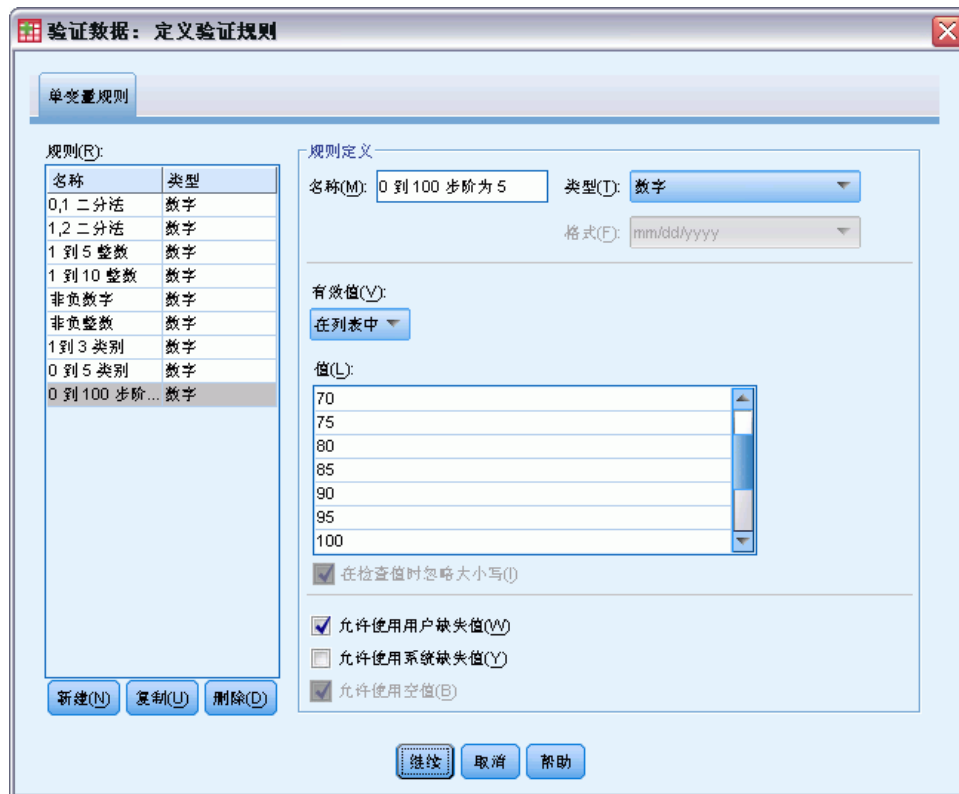 验证数据: 定义验证规则
单变量规则
规则(R):
名称 类型
0,1 二分法 数字
1,2 二分法 数字
1 到 5 整数 数字
1 到 10 整数 数字
非负数字 数字
非负整数 数字
1到 3 类别 数字
0 到 5 类别 数字
0 到 100 步阶... 数字
新建(N) 复制(U) 删除(D)
规则定义
名称(M): 0 到 100 步阶为 5 类型(T): 数字
格式(F): mm/dd/yyyy
有效值(V):
在列表中
值(L):
70
75
80
85
90
95
100
在检查值时忽略大小写(I)
允许使用用户缺失值(W)
允许使用系统缺失值(Y)
允许使用空值(B)
继续 取消 帮助